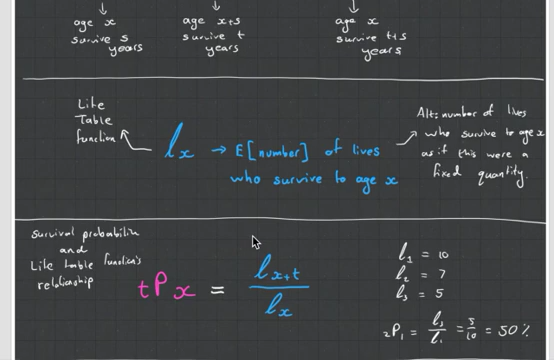 age x
survive s
years
age x+s
survive t
years
age x
survive t+s
years
Life
Table
function
lx → E[number] of lives
who survive to age x
Alt: number of lives
who survive to age x
as if this were a
fixed quantity.
survival probabilities
and
Life table function's
relationship
tPx = lx+t / lx
l1 = 10
l2 = 7
l3 = 5
2P1 = l3/l1 = 5/10 = 50%